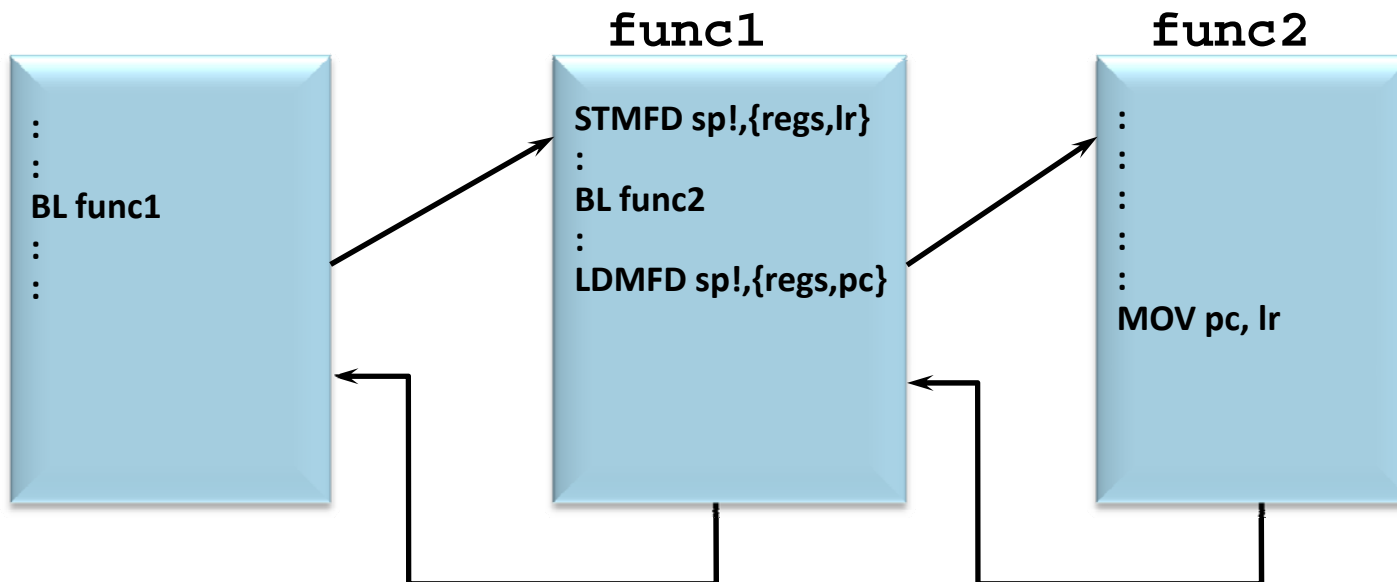 func1
func2
:
:
BL func1
:
:
STMFD sp!,{regs,lr}
:
BL func2
:
LDMFD sp!,{regs,pc}
:
:
:
:
:
MOV pc, lr